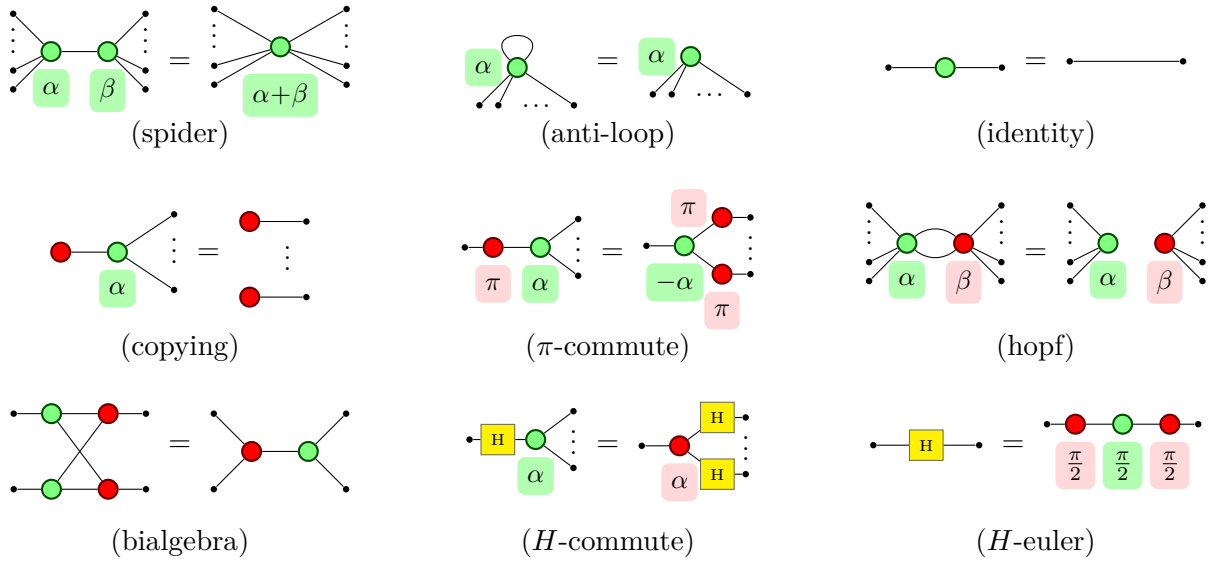 α β = α+β
α = α
=
(spider) (anti-loop) (identity)
α =
π α = π −α π
α β = α β
(copying) (π-commute) (hopf)
=
H α = α H H
H = π/2 π/2 π/2
(bialgebra) (H-commute) (H-euler)